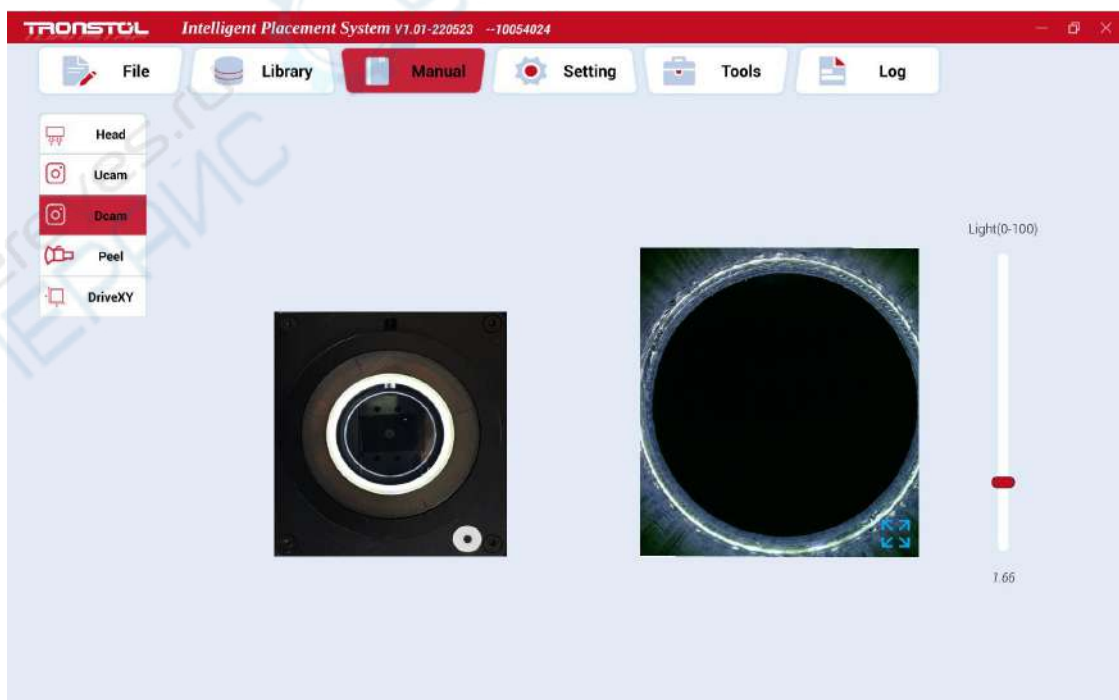 TRONSTOL Intelligent Placement System V1.01-220523 --10054024
File Library Manual Setting Tools Log
Head
Ucam
Dcam
Peel
DriveXY
Light(0-100)
1.66